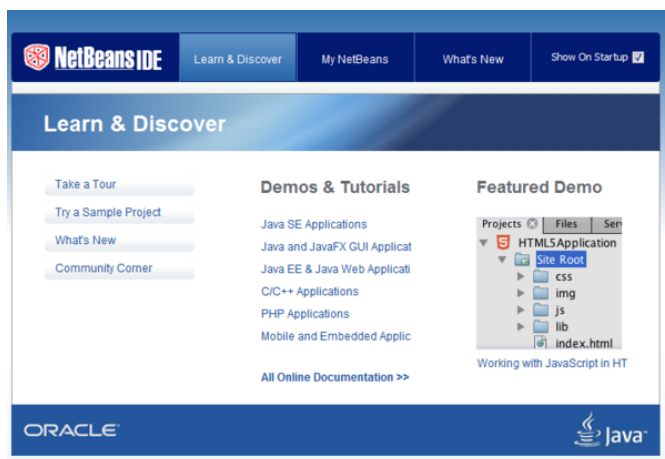 NetBeans IDE
Learn & Discover
My NetBeans
What's New
Show On Startup
Learn & Discover
Take a Tour
Try a Sample Project
What's New
Community Corner
Demos & Tutorials
Java SE Applications
Java and JavaFX GUI Applicat
Java EE & Java Web Applicati
C/C++ Applications
PHP Applications
Mobile and Embedded Applic
All Online Documentation >>
Featured Demo
Projects Files Serv
HTML5Application
Site Root
css
img
js
lib
index.html
Working with JavaScript in HT
ORACLE
Java